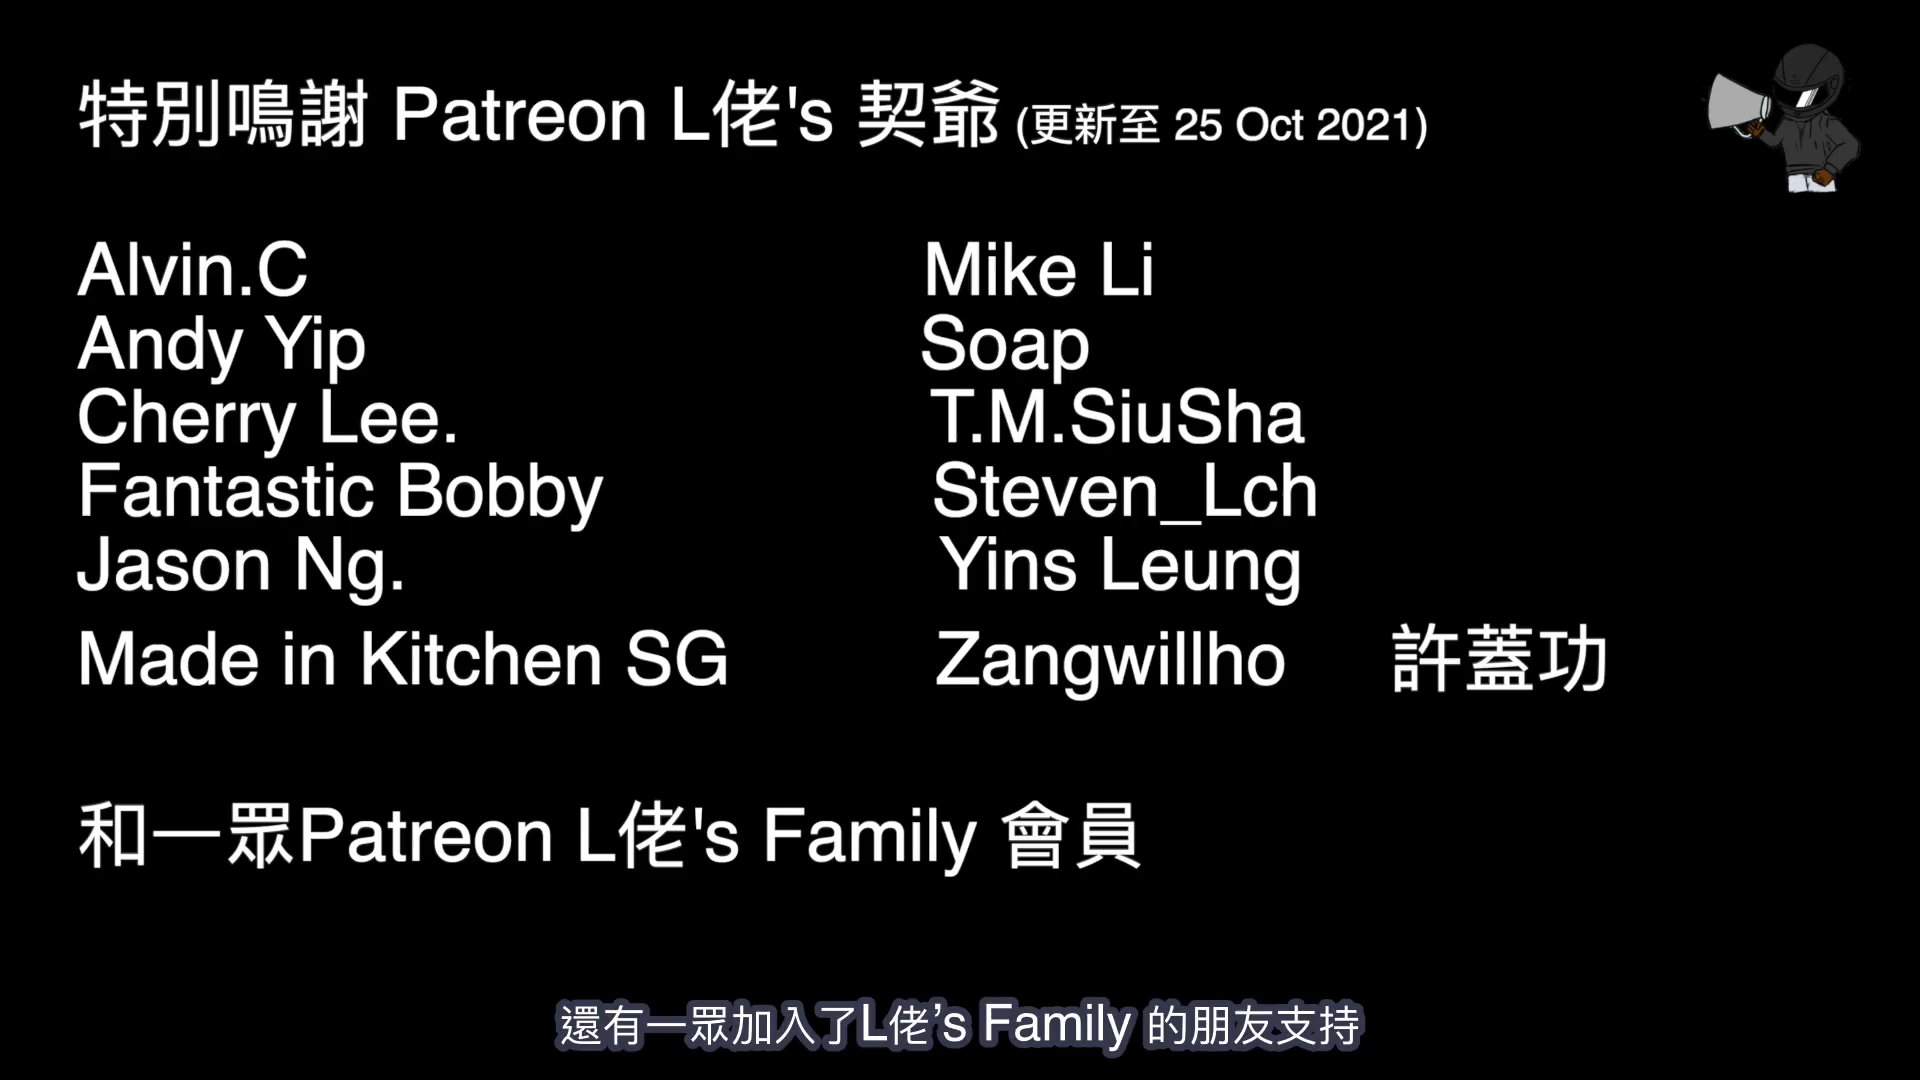 特別鳴謝 Patreon L佬's 契爺 (更新至 25 Oct 2021)
Alvin.C
Andy Yip
Cherry Lee.
Fantastic Bobby
Jason Ng.
Made in Kitchen SG
Mike Li
Soap
T.M.SiuSha
Steven_Lch
Yins Leung
Zangwillho 許蓋功
和一眾Patreon L佬's Family 會員
還有一眾加入了L佬’s Family 的朋友支持